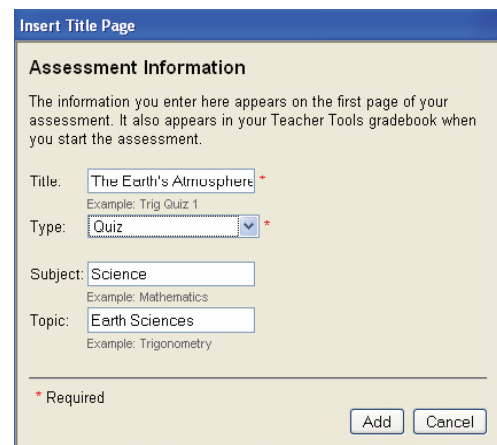 Insert Title Page
Assessment Information
The information you enter here appears on the first page of your
assessment. It also appears in your Teacher Tools gradebook when
you start the assessment.
Title: The Earth's Atmosphere *
Example: Trig Quiz 1
Type: Quiz *
Subject: Science
Example: Mathematics
Topic: Earth Sciences
Example: Trigonometry
* Required
Add Cancel